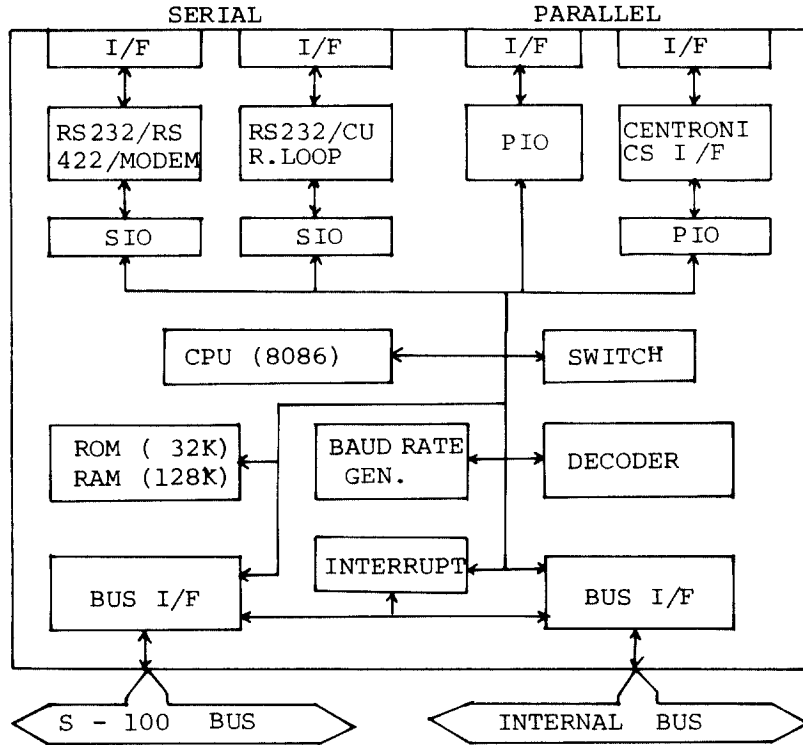 SERIAL PARALLEL
I/F I/F I/F I/F
RS232/RS
422/MODEM
RS232/CU
R.LOOP
PIO
CENTRONI
CS I/F
SIO SIO PIO
CPU (8086) SWITCH
ROM ( 32K)
RAM (128K)
BAUD RATE
GEN.
DECODER
INTERRUPT
BUS I/F BUS I/F
S - 100 BUS INTERNAL BUS